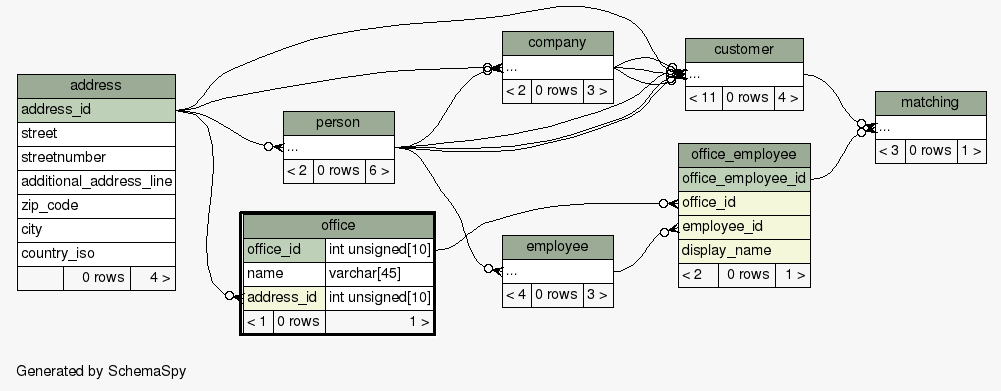 address
address_id
street
streetnumber
additional_address_line
zip_code
city
country_iso
0 rows 4 >
person
...
< 2 0 rows 6 >
office
office_id int unsigned[10]
name varchar[45]
address_id int unsigned[10]
< 1 0 rows 1 >
company
...
< 2 0 rows 3 >
employee
...
< 4 0 rows 3 >
customer
...
< 11 0 rows 4 >
office_employee
office_employee_id
office_id
employee_id
display_name
< 2 0 rows 1 >
matching
...
< 3 0 rows 1 >
Generated by SchemaSpy